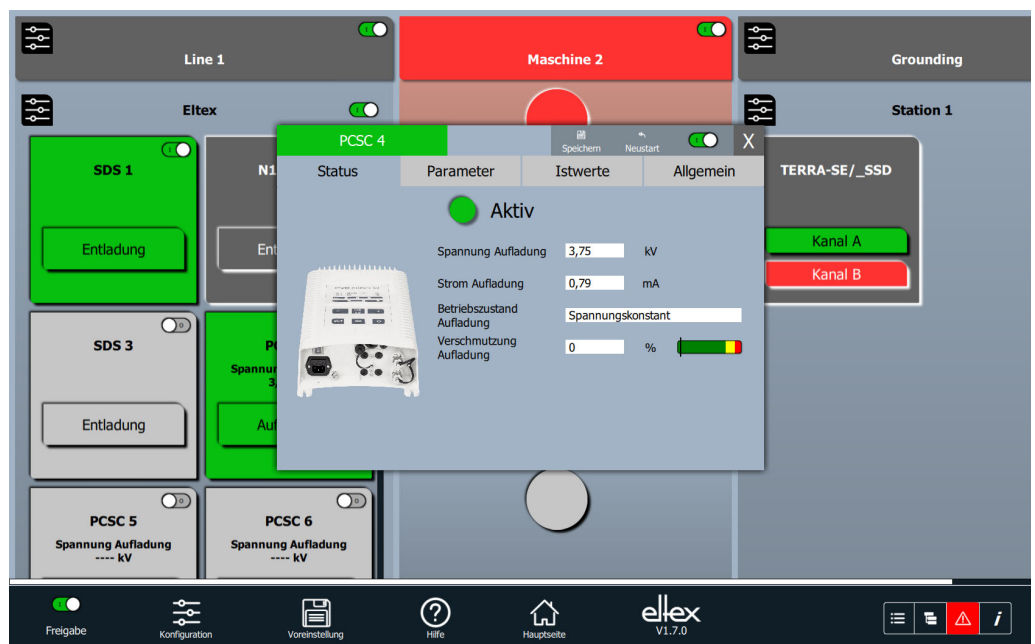 Line 1
Maschine 2
Grounding
Eltex
Station 1
PCSC 4
Speichern
Neustart
X
SDS 1
N1
Status
Parameter
Istwerte
Allgemein
TERRA-SE/_SSD
Aktiv
Entladung
Ent
Spannung Aufladung
3,75
kV
Kanal A
Kanal B
Strom Aufladung
0,79
mA
Betriebszustand
Aufladung
Spannungskonstant
Verschmutzung
Aufladung
0
%
SDS 3
Spannun
3,
Entladung
Auf
PCSC 5
Spannung Aufladung
---- kV
PCSC 6
Spannung Aufladung
---- kV
Freigabe
Konfiguration
Voreinstellung
Hilfe
Hauptseite
eltex
V1.7.0
i